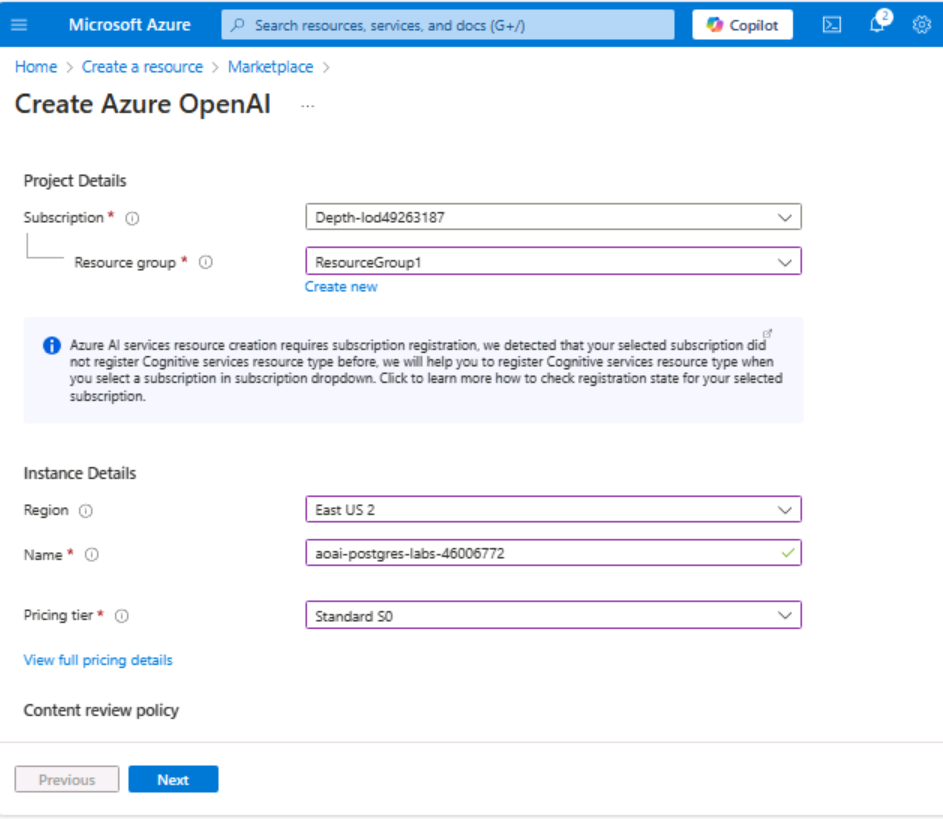 Microsoft Azure
Search resources, services, and docs (G+/)
Copilot
2
Home > Create a resource > Marketplace >
Create Azure OpenAI ...
Project Details
Subscription *
Depth-lod49263187
Resource group *
ResourceGroup1
Create new
Azure AI services resource creation requires subscription registration, we detected that your selected subscription did
not register Cognitive services resource type before, we will help you to register Cognitive services resource type when
you select a subscription in subscription dropdown. Click to learn more how to check registration state for your selected
subscription.
Instance Details
Region
East US 2
Name *
aoai-postgres-labs-46006772
Pricing tier *
Standard S0
View full pricing details
Content review policy
Previous
Next